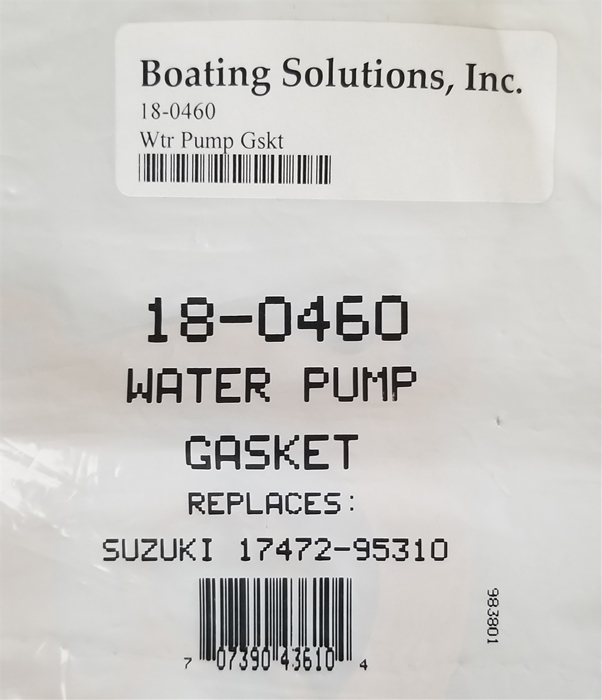 Boating Solutions, Inc.
18-0460
Wtr Pump Gskt
18-0460
WATER PUMP
GASKET
REPLACES:
SUZUKI 17472-95310
7 07390 43610 4
983801